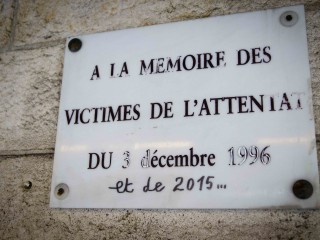 A LA MEMOIRE DES
VICTIMES DE L'ATTENTAT
DU 3 décembre 1996
et de 2015...